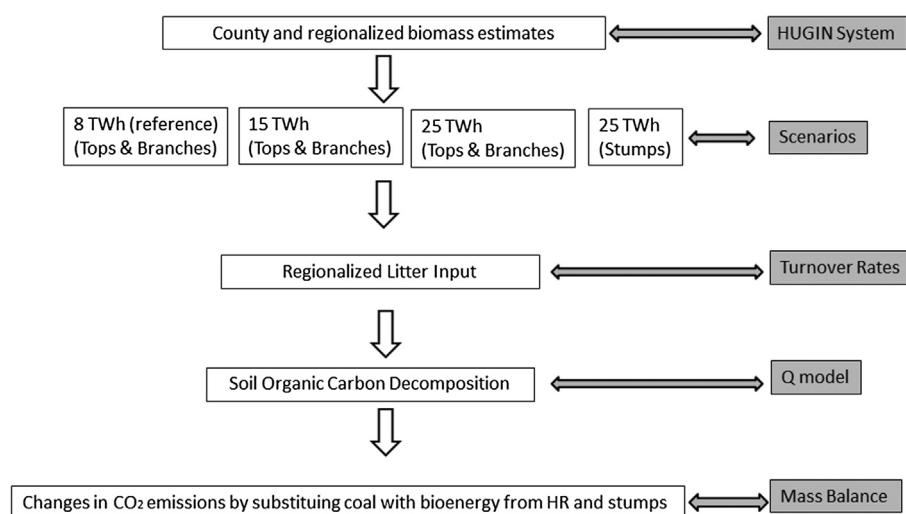 County and regionalized biomass estimates
HUGIN System
8 TWh (reference)
(Tops & Branches)
15 TWh
(Tops & Branches)
25 TWh
(Tops & Branches)
25 TWh
(Stumps)
Scenarios
Regionalized Litter Input
Turnover Rates
Soil Organic Carbon Decomposition
Q model
Changes in CO₂ emissions by substituing coal with bioenergy from HR and stumps
Mass Balance